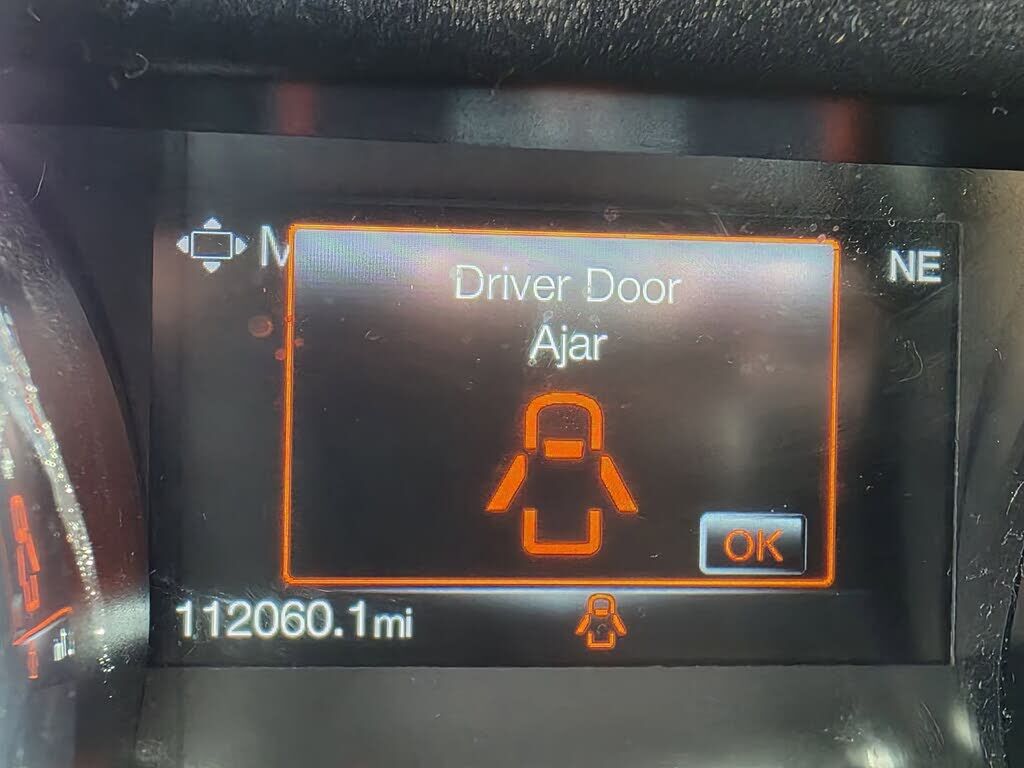 M
NE
Driver Door
Ajar
OK
112060.1mi